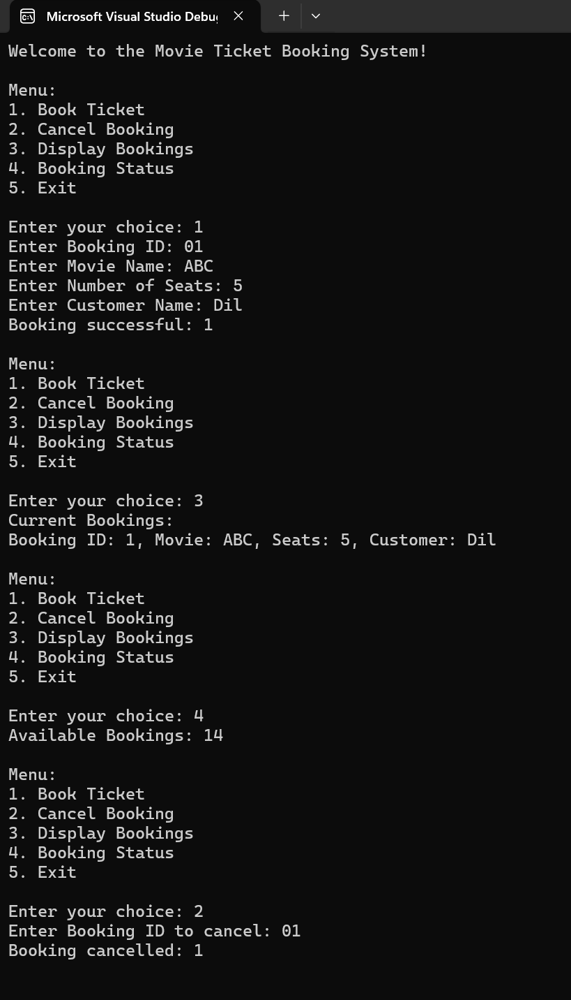 Microsoft Visual Studio Debu
Welcome to the Movie Ticket Booking System!
Menu:
1. Book Ticket
2. Cancel Booking
3. Display Bookings
4. Booking Status
5. Exit
Enter your choice: 1
Enter Booking ID: 01
Enter Movie Name: ABC
Enter Number of Seats: 5
Enter Customer Name: Dil
Booking successful: 1
Menu:
1. Book Ticket
2. Cancel Booking
3. Display Bookings
4. Booking Status
5. Exit
Enter your choice: 3
Current Bookings:
Booking ID: 1, Movie: ABC, Seats: 5, Customer: Dil
Menu:
1. Book Ticket
2. Cancel Booking
3. Display Bookings
4. Booking Status
5. Exit
Enter your choice: 4
Available Bookings: 14
Menu:
1. Book Ticket
2. Cancel Booking
3. Display Bookings
4. Booking Status
5. Exit
Enter your choice: 2
Enter Booking ID to cancel: 01
Booking cancelled: 1